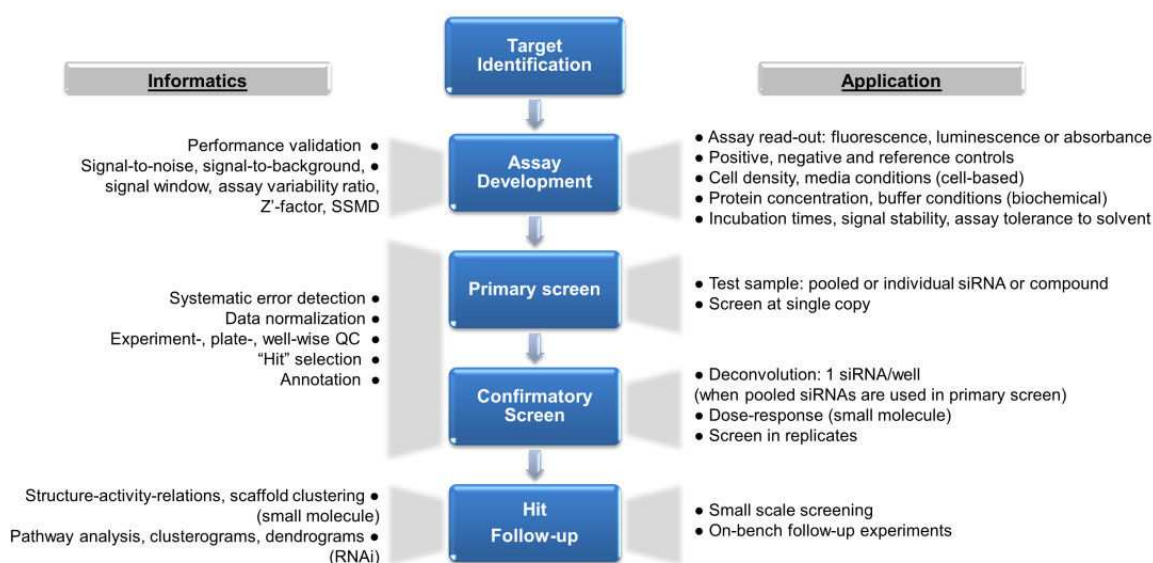 Target
Identification
Informatics
Application
Performance validation ●
Signal-to-noise, signal-to-background, ●
signal window, assay variability ratio,
Z'-factor, SSMD
Assay
Development
● Assay read-out: fluorescence, luminescence or absorbance
● Positive, negative and reference controls
● Cell density, media conditions (cell-based)
● Protein concentration, buffer conditions (biochemical)
● Incubation times, signal stability, assay tolerance to solvent
Primary screen
● Test sample: pooled or individual siRNA or compound
● Screen at single copy
Systematic error detection ●
Data normalization ●
Experiment-, plate-, well-wise QC ●
“Hit” selection ●
Annotation ●
Confirmatory
Screen
● Deconvolution: 1 siRNA/well
(when pooled siRNAs are used in primary screen)
● Dose-response (small molecule)
● Screen in replicates
Structure-activity-relations, scaffold clustering ●
(small molecule)
Pathway analysis, clusterograms, dendrograms ●
(RNAi)
Hit
Follow-up
● Small scale screening
● On-bench follow-up experiments